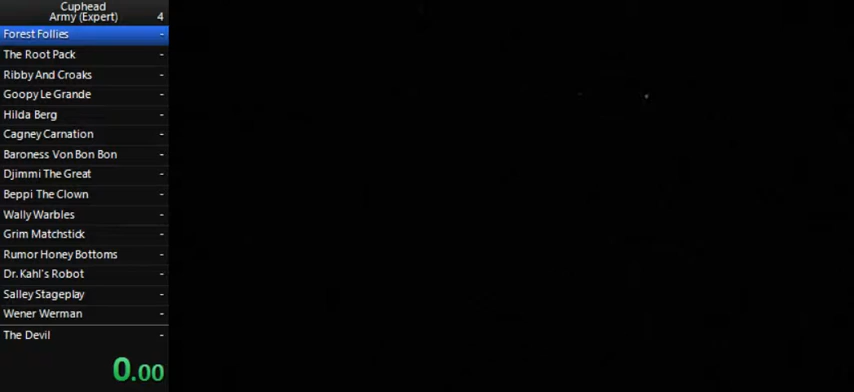 Cuphead
Army (Expert) 4
Forest Follies -
The Root Pack -
Ribby And Croaks -
Goopy Le Grande -
Hilda Berg -
Cagney Carnation -
Baroness Von Bon Bon -
Djimmi The Great -
Beppi The Clown -
Wally Warbles -
Grim Matchstick -
Rumor Honey Bottoms -
Dr. Kahl's Robot -
Salley Stageplay -
Wener Werman -
The Devil -
0.00